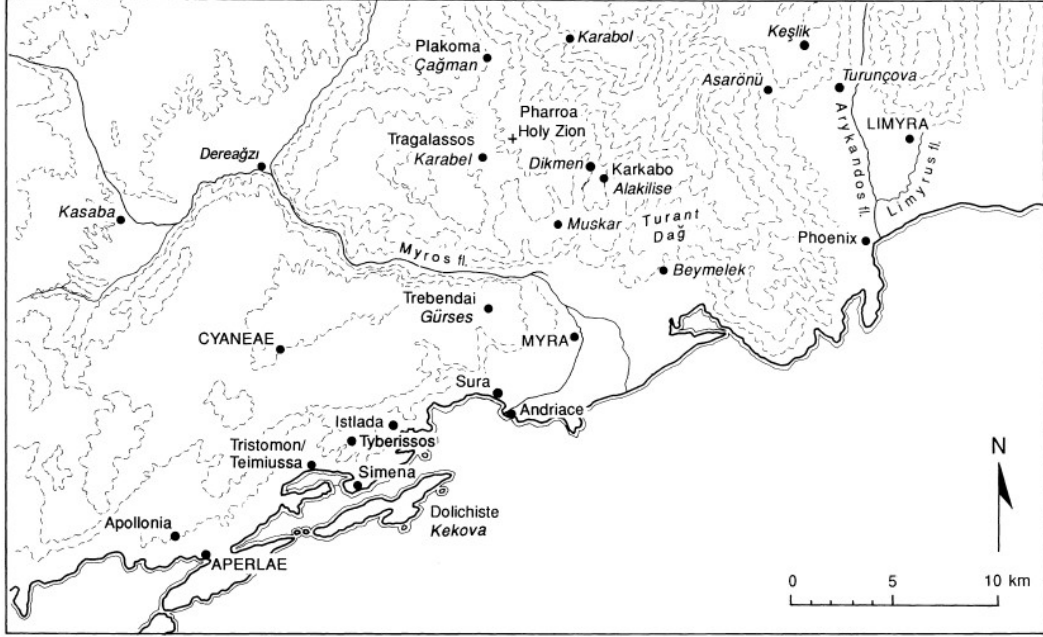 Karabol
Keşlik
Plakoma
Çağman
Asarönü
Turunçova
Pharroa
Holy Zion
LIMYRA
Tragalassos
Karabel
Dereağzı
Dikmen
Karkabo
Alakilise
Arykandos fl.
Limyrus fl.
Kasaba
Muskar
Turant
Dağ
Phoenix
Myros fl.
Beymelek
Trebendai
Gürses
CYANEAE
MYRA
Sura
Andriace
Istlada
Tyberissos
Tristomon/
Teimiussa
Simena
N
Dolichiste
Kekova
Apollonia
APERLAE
0 5 10 km